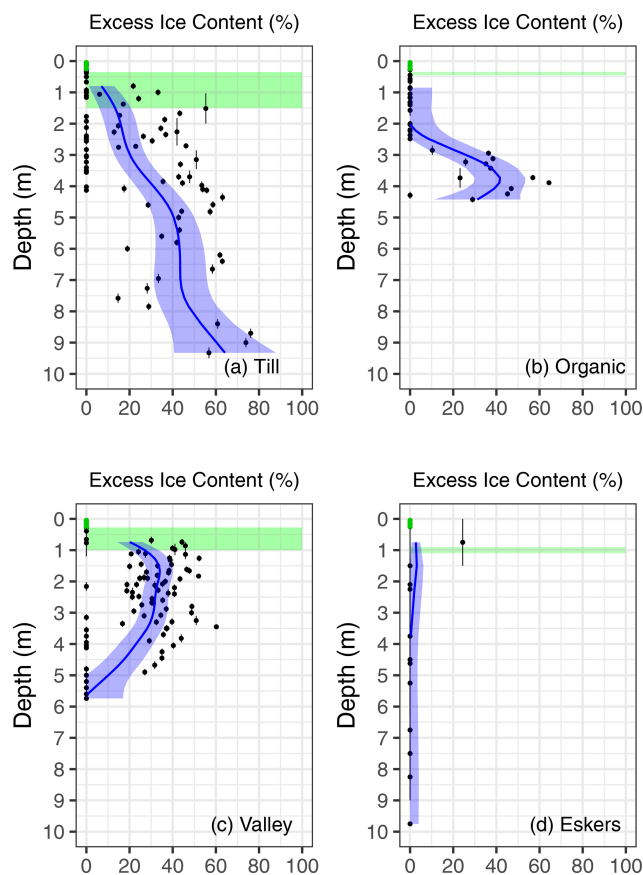 Excess Ice Content (%)
Excess Ice Content (%)
0
1
2
3
4
5
6
7
8
9
10
Depth (m)
(a) Till
0 20 40 60 80 100
0
1
2
3
4
5
6
7
8
9
10
Depth (m)
(b) Organic
0 20 40 60 80 100
Excess Ice Content (%)
Excess Ice Content (%)
0
1
2
3
4
5
6
7
8
9
10
Depth (m)
(c) Valley
0 20 40 60 80 100
0
1
2
3
4
5
6
7
8
9
10
Depth (m)
(d) Eskers
0 20 40 60 80 100